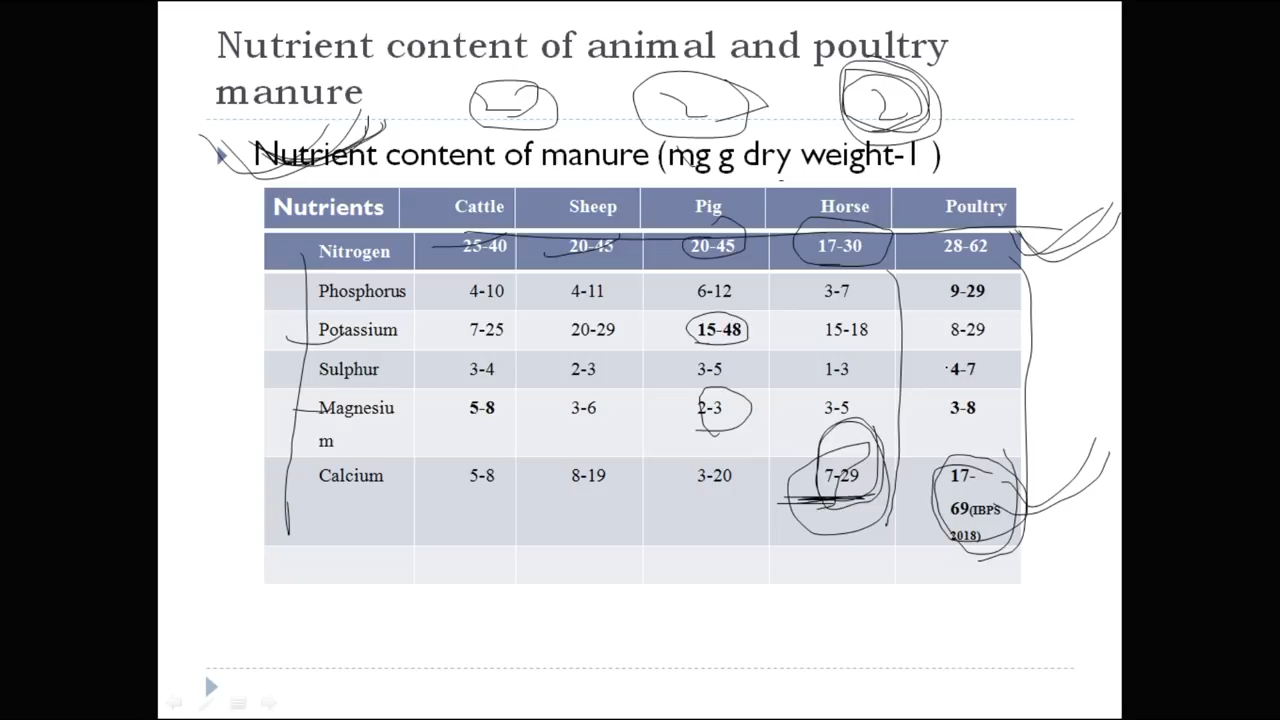 Nutrient content of animal and poultry
manure
Nutrient content of manure (mg g dry weight-1 )
Nutrients Cattle Sheep Pig Horse Poultry
Nitrogen 25-40 20-45 20-45 17-30 28-62
Phosphorus 4-10 4-11 6-12 3-7 9-29
Potassium 7-25 20-29 15-48 15-18 8-29
Sulphur 3-4 2-3 3-5 1-3 4-7
Magnesiu 5-8 3-6 2-3 3-5 3-8
m
Calcium 5-8 8-19 3-20 7-29 17-
69(IBPS
2018)